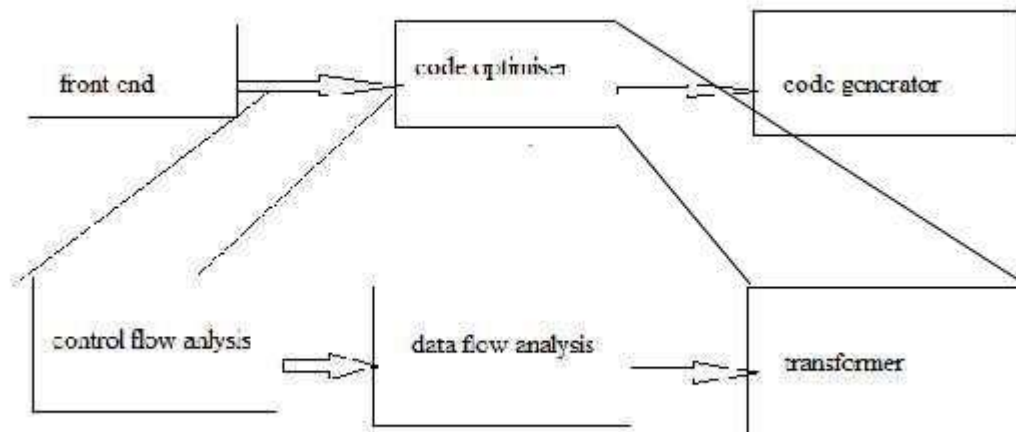 front end
code optimiser
code generator
control flow anlysis
data flow analysis
transformer